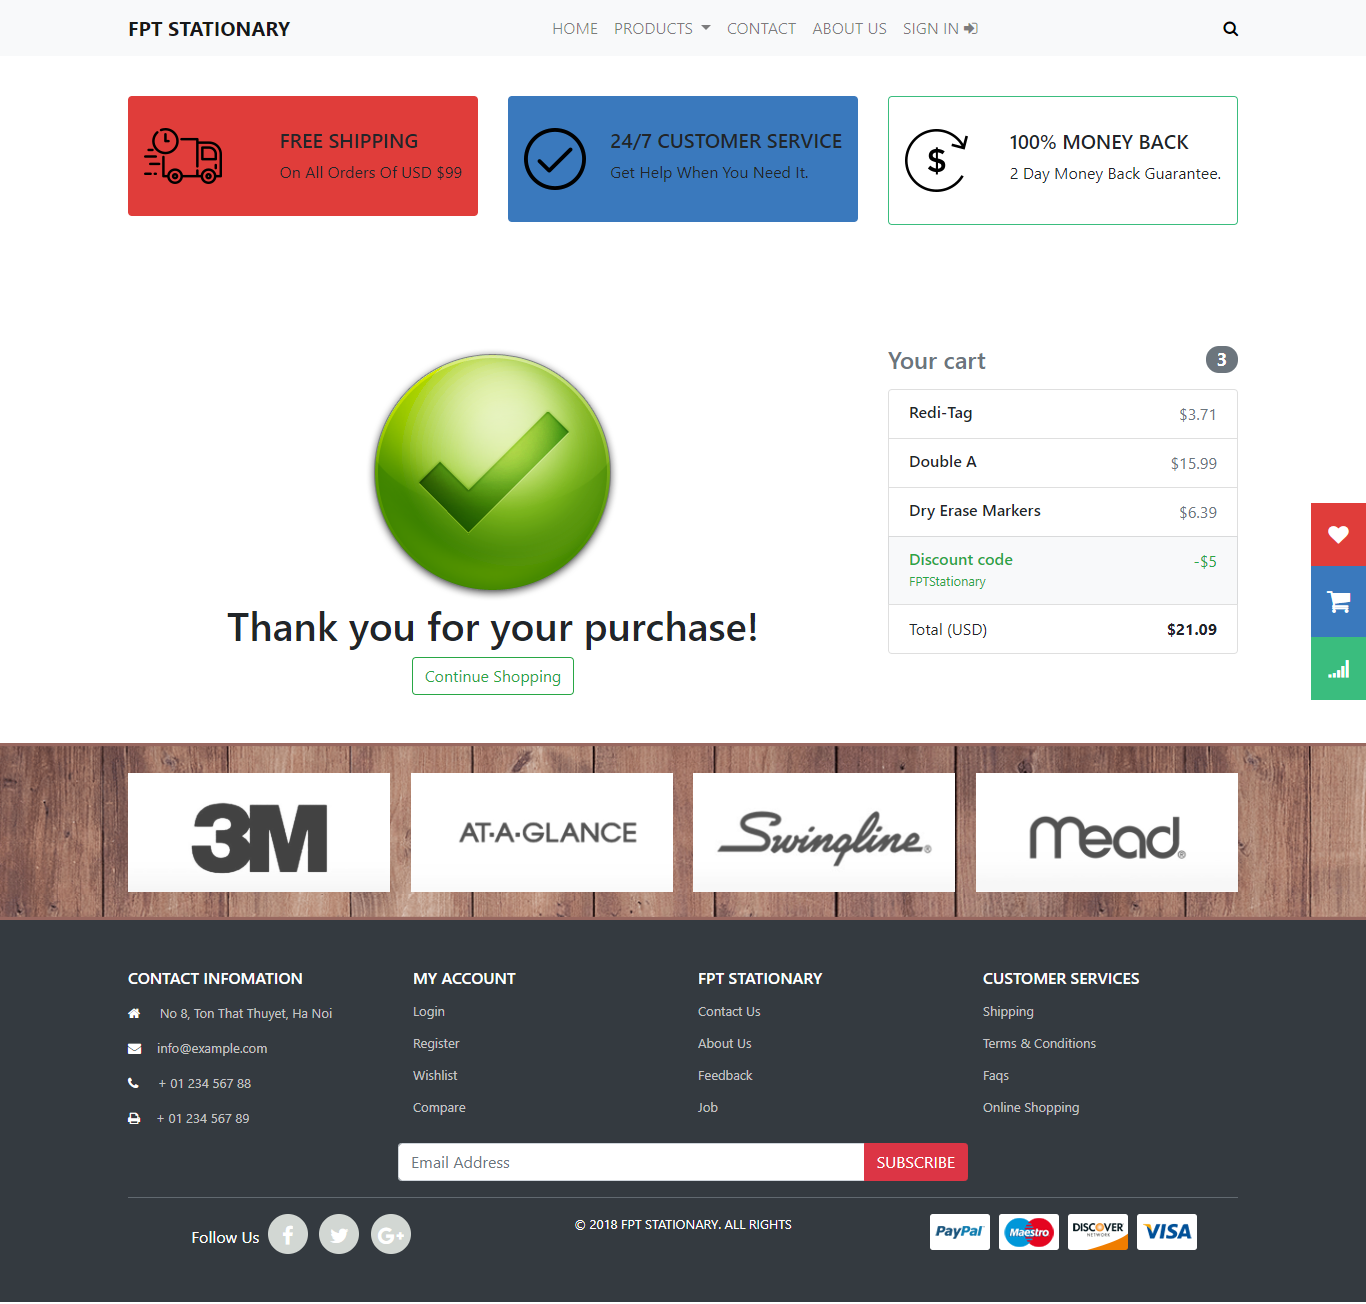 FPT STATIONARY
HOME PRODUCTS CONTACT ABOUT US SIGN IN
FREE SHIPPING
On All Orders Of USD $99
24/7 CUSTOMER SERVICE
Get Help When You Need It.
$
100% MONEY BACK
2 Day Money Back Guarantee.
Thank you for your purchase!
Continue Shopping
Your cart 3
Redi-Tag $3.71
Double A $15.99
Dry Erase Markers $6.39
Discount code -$5
FPTStationary
Total (USD) $21.09
3M
AT-A-GLANCE
Swingline®
Mead®
CONTACT INFOMATION
No 8, Ton That Thuyet, Ha Noi
info@example.com
+ 01 234 567 88
+ 01 234 567 89
MY ACCOUNT
Login
Register
Wishlist
Compare
FPT STATIONARY
Contact Us
About Us
Feedback
Job
CUSTOMER SERVICES
Shipping
Terms & Conditions
Faqs
Online Shopping
Email Address SUBSCRIBE
Follow Us f G+
© 2018 FPT STATIONARY. ALL RIGHTS
PayPal Maestro DISCOVER NETWORK VISA